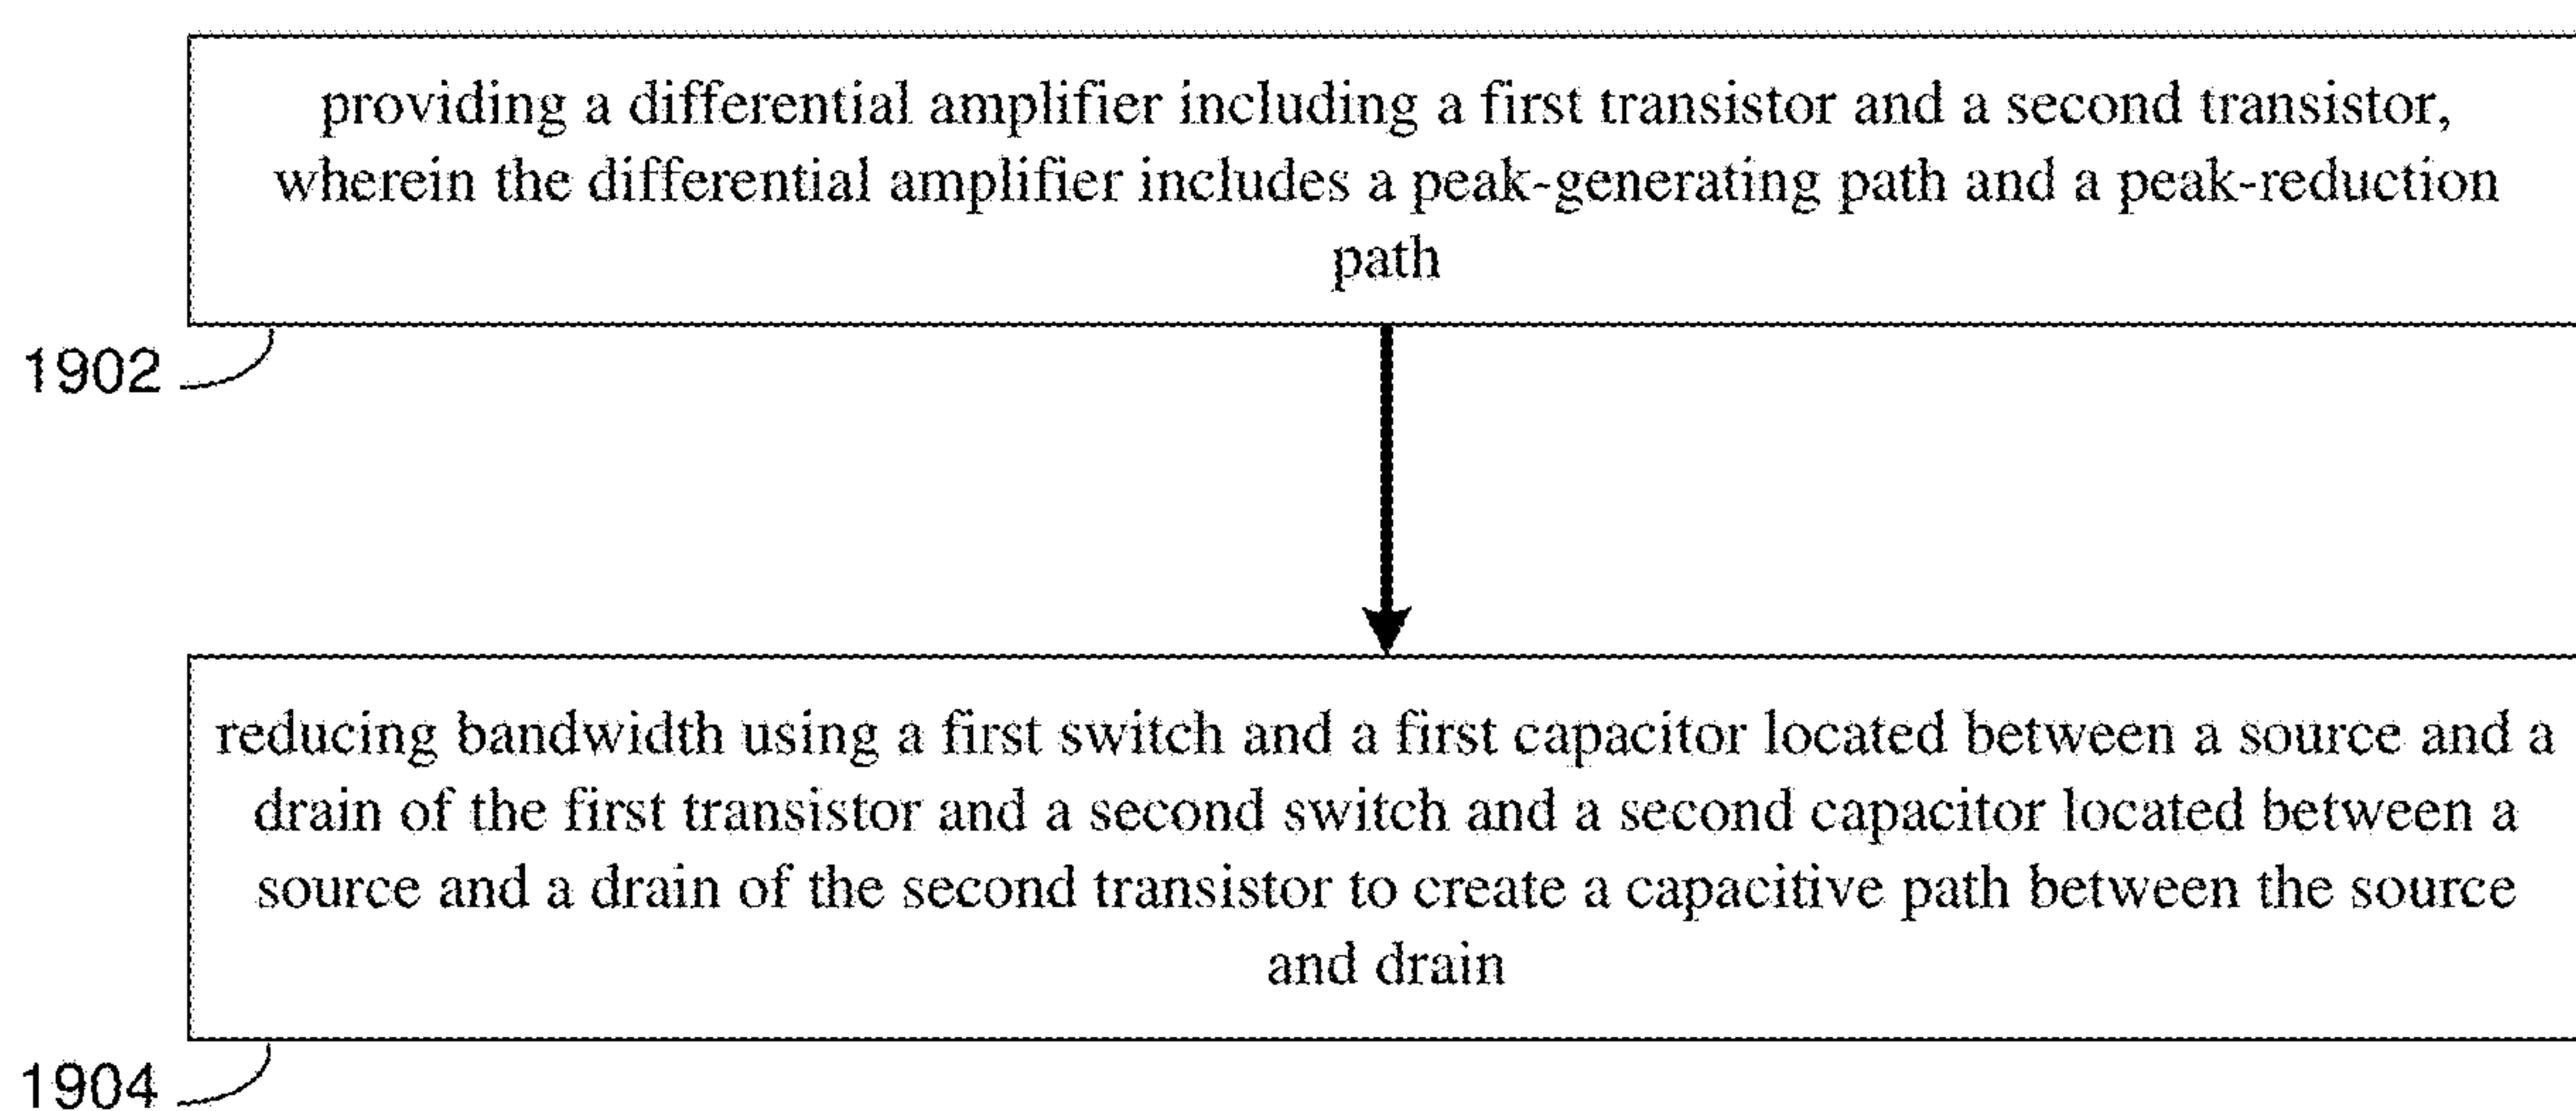 providing a differential amplifier including a first transistor and a second transistor,
wherein the differential amplifier includes a peak-generating path and a peak-reduction
path
1902
reducing bandwidth using a first switch and a first capacitor located between a source and a
drain of the first transistor and a second switch and a second capacitor located between a
source and a drain of the second transistor to create a capacitive path between the source
and drain
1904